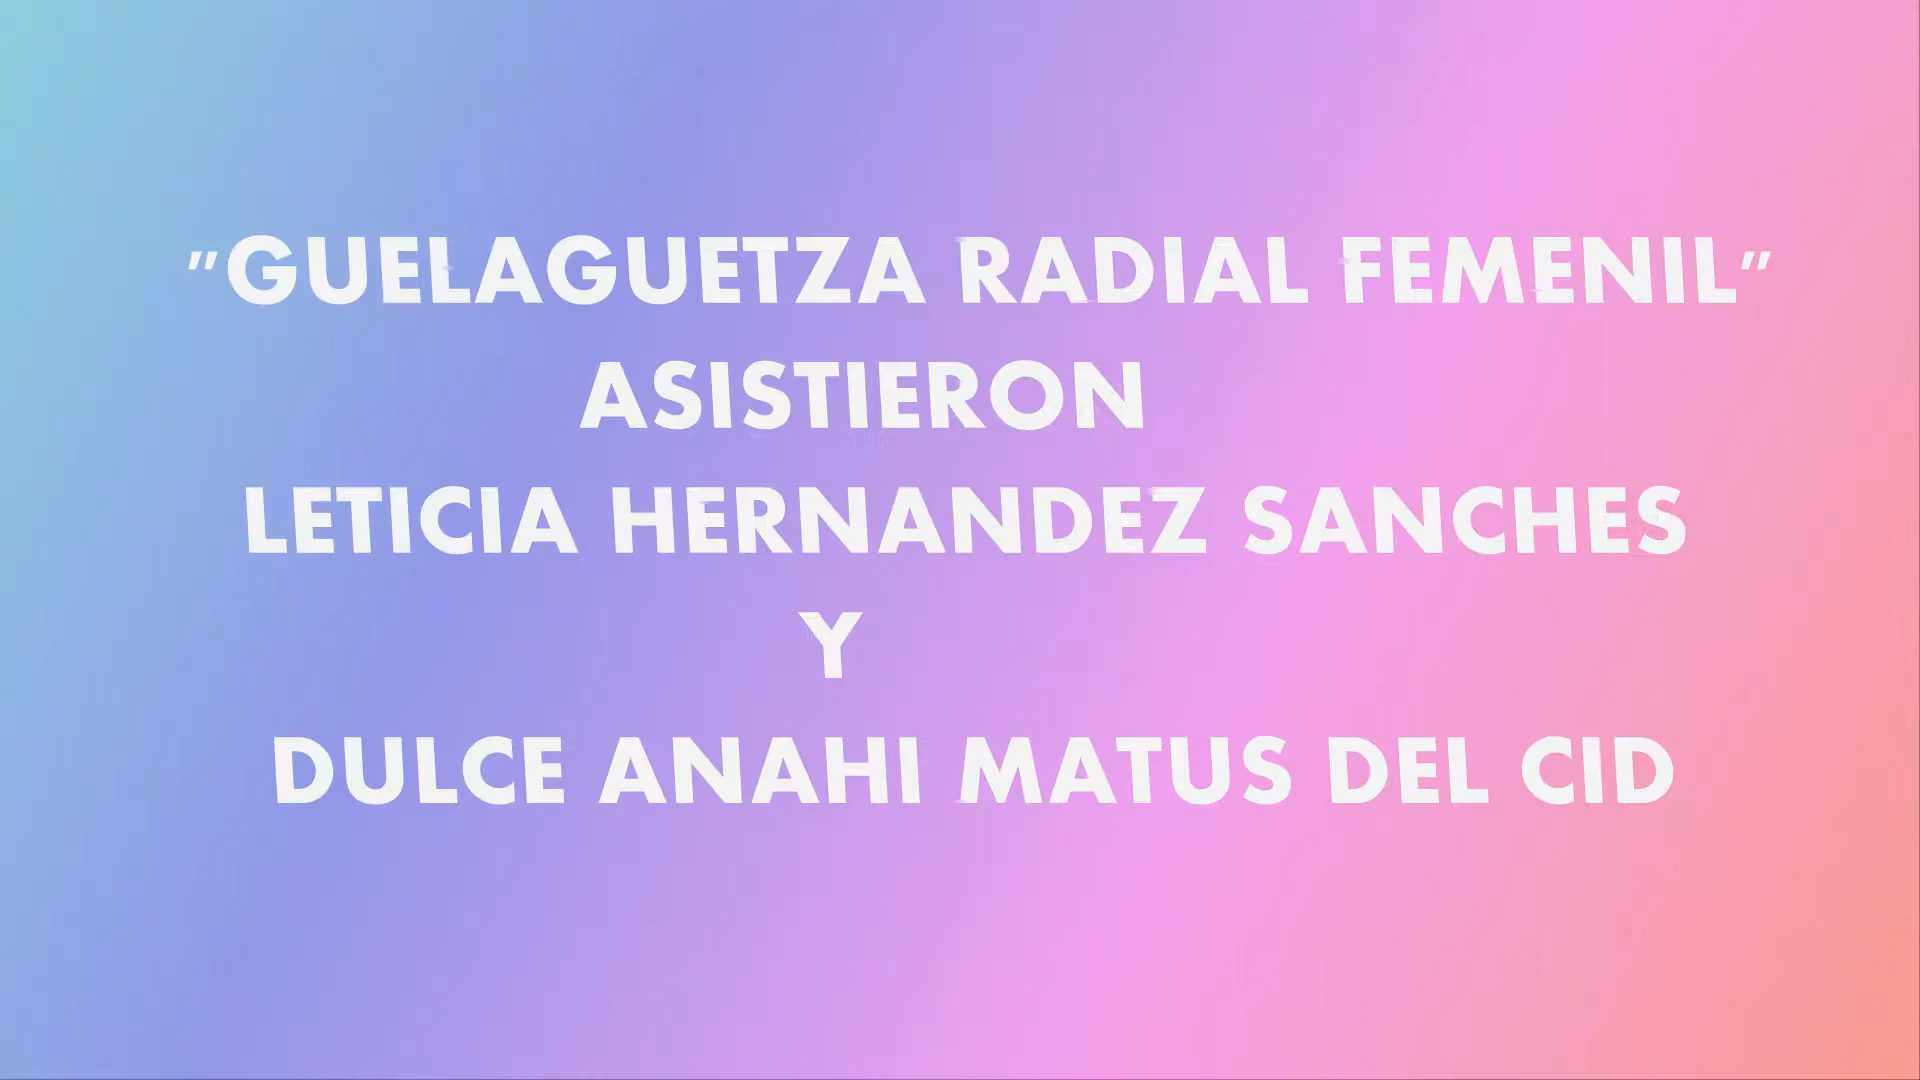 "GUELAGUETZA RADIAL FEMENIL"
ASISTIERON
LETICIA HERNANDEZ SANCHES
Y
DULCE ANAHI MATUS DEL CID